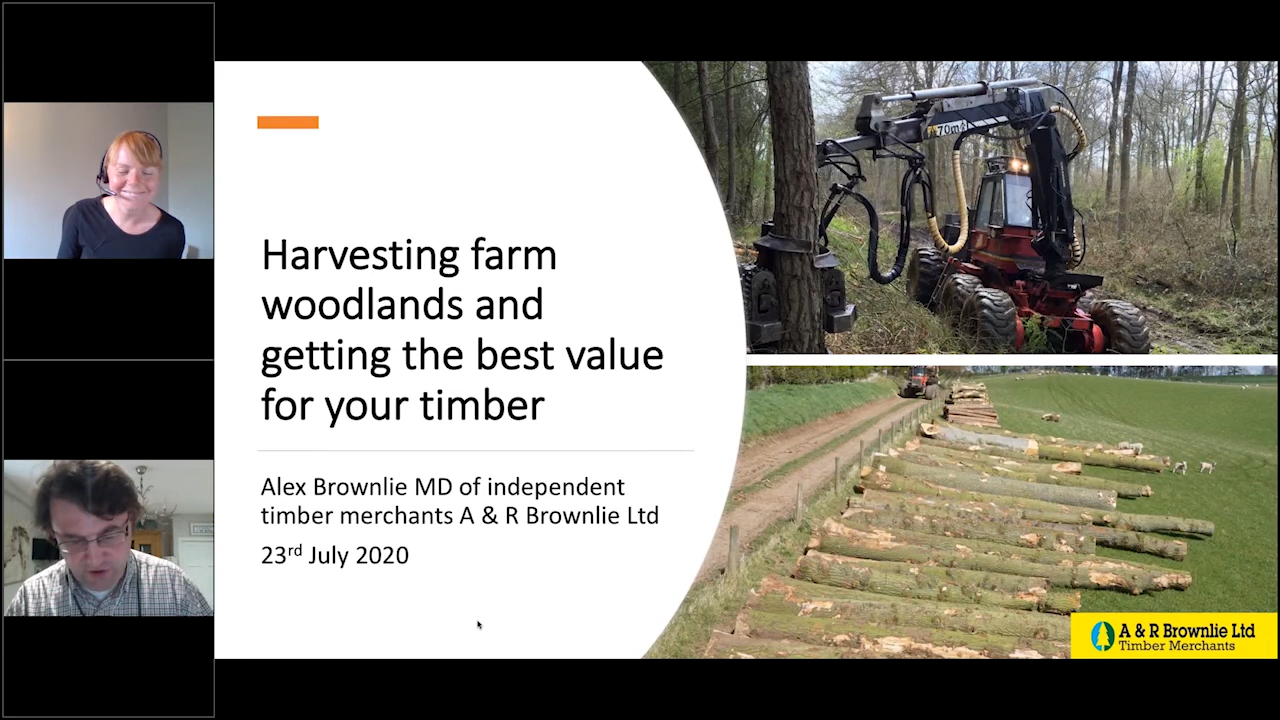 Harvesting farm
woodlands and
getting the best value
for your timber
Alex Brownlie MD of independent
timber merchants A & R Brownlie Ltd
23rd July 2020
A & R Brownlie Ltd
Timber Merchants